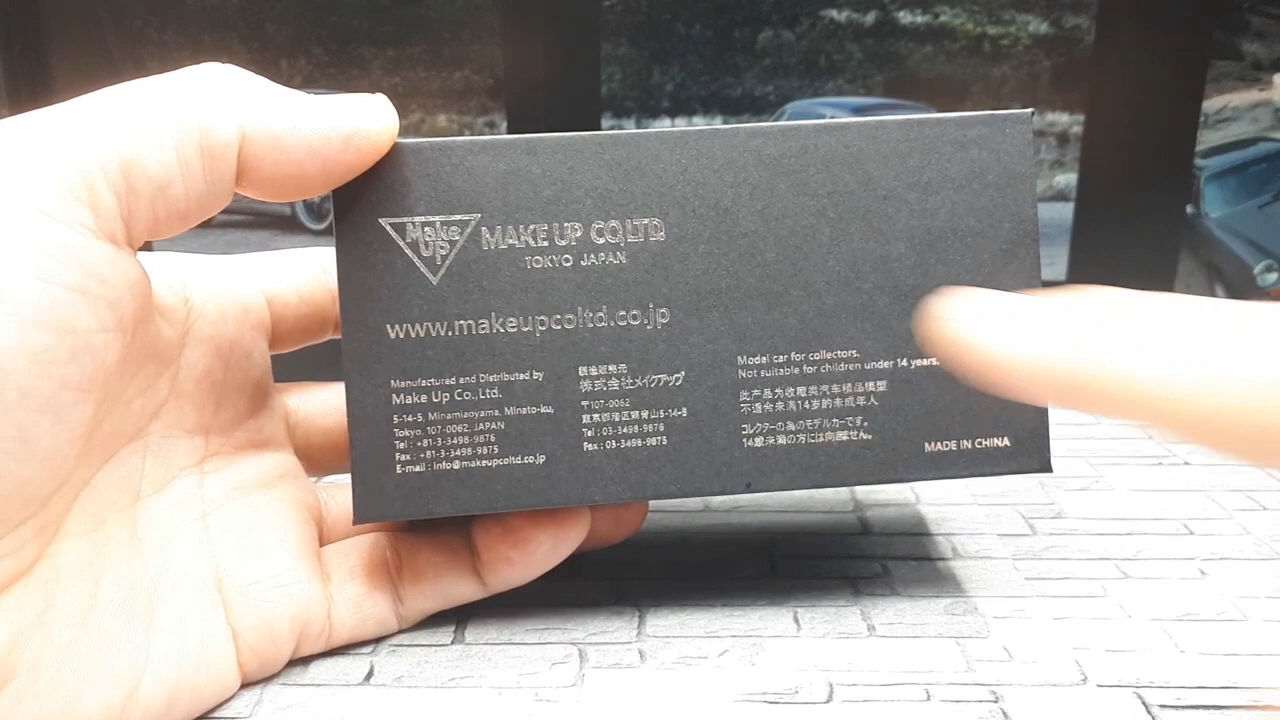 Make Up
MAKE UP CO.,LTD
TOKYO JAPAN
www.makeupcoltd.co.jp
Manufactured and Distributed by
Make Up Co.,Ltd.
5-14-5, Minamiaoyama, Minato-ku,
Tokyo, 107-0062, JAPAN
Tel : +81-3-3498-9876
Fax : +81-3-3498-9875
E-mail : info@makeupcoltd.co.jp
製造販売元
株式会社メイクアップ
〒107-0062
東京都港区南青山5-14-5
Tel : 03-3498-9876
Fax : 03-3498-9875
Model car for collectors.
Not suitable for children under 14 years.
此产品为收藏类汽车精品模型
不适合未满14岁的未成年人
コレクターの為のモデルカーです。
14歳未満の方には向きません。
MADE IN CHINA